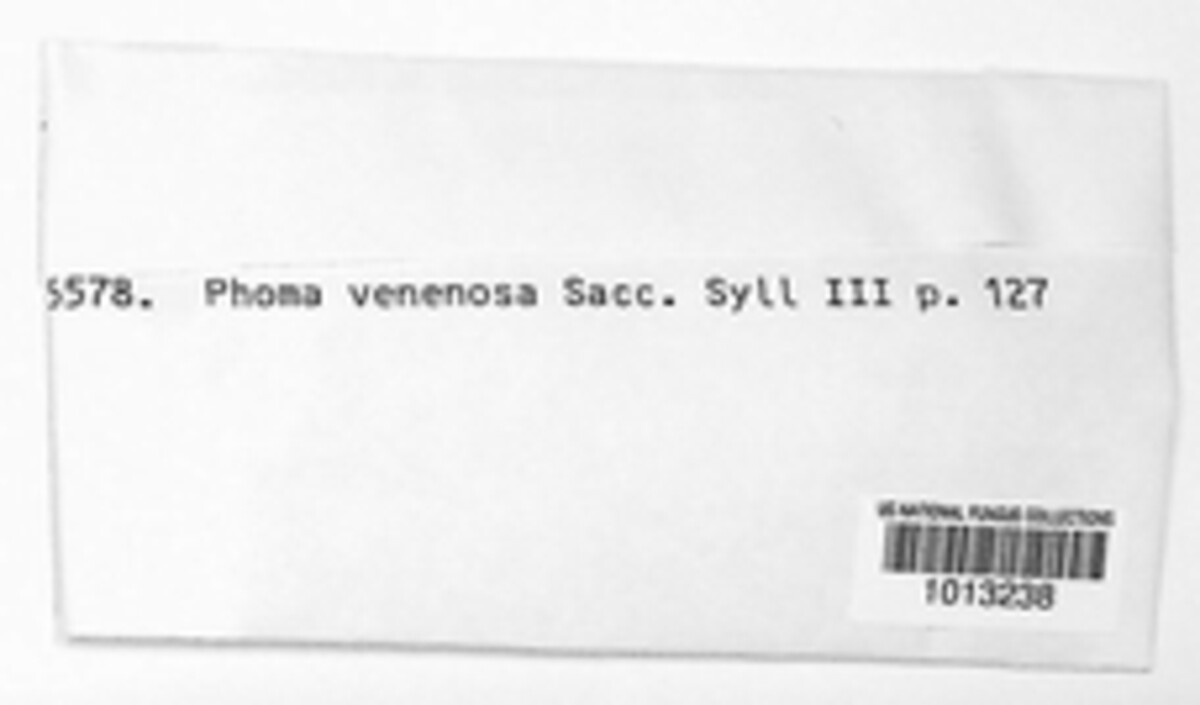 5578. Phoma venenosa Sacc. Syll III p. 127
US NATIONAL FUNGUS COLLECTIONS
1013238